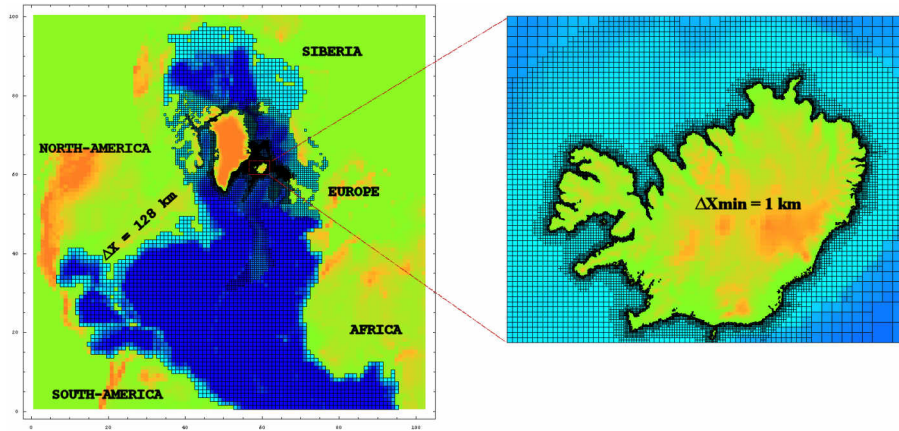 100
SIBERIA
80
NORTH-AMERICA
60
EUROPE
ΔX = 128 km
ΔXmin = 1 km
40
AFRICA
20
SOUTH-AMERICA
0
0 20 40 60 80 100